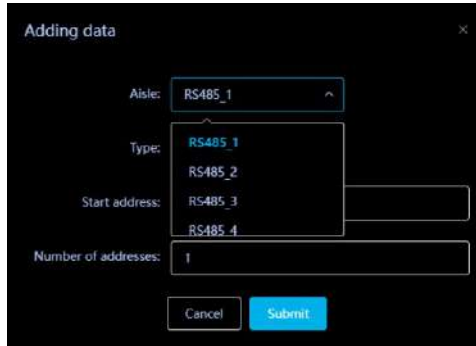 Adding data
Aisle: RS485_1
Type: RS485_1
RS485_2
Start address: RS485_3
RS485_4
Number of addresses: 1
Cancel Submit